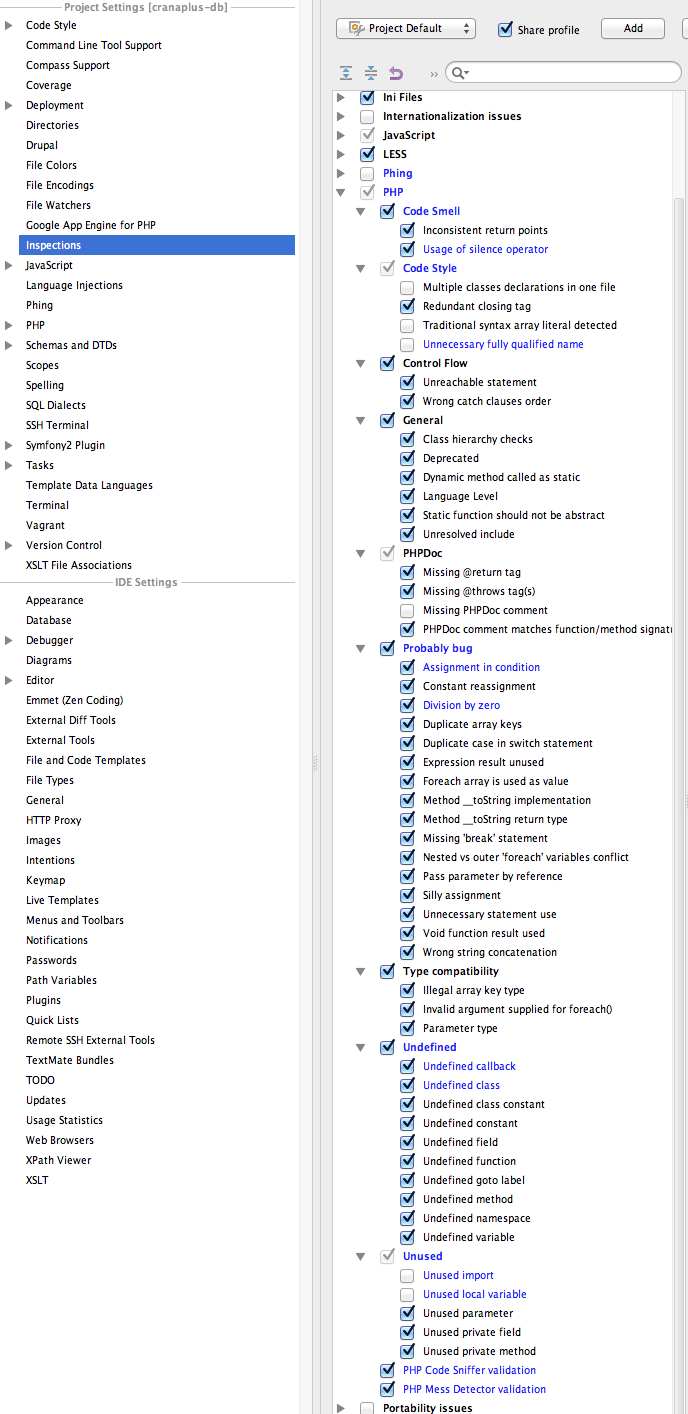 Project Settings [cranaplus-db]
Code Style
Command Line Tool Support
Compass Support
Coverage
Deployment
Directories
Drupal
File Colors
File Encodings
File Watchers
Google App Engine for PHP
Inspections
JavaScript
Language Injections
Phing
PHP
Schemas and DTDs
Scopes
Spelling
SQL Dialects
SSH Terminal
Symfony2 Plugin
Tasks
Template Data Languages
Terminal
Vagrant
Version Control
XSLT File Associations
IDE Settings
Appearance
Database
Debugger
Diagrams
Editor
Emmet (Zen Coding)
External Diff Tools
External Tools
File and Code Templates
File Types
General
HTTP Proxy
Images
Intentions
Keymap
Live Templates
Menus and Toolbars
Notifications
Passwords
Path Variables
Plugins
Quick Lists
Remote SSH External Tools
TextMate Bundles
TODO
Updates
Usage Statistics
Web Browsers
XPath Viewer
XSLT
Project Default
Share profile
Add
Ini Files
Internationalization issues
JavaScript
LESS
Phing
PHP
Code Smell
Inconsistent return points
Usage of silence operator
Code Style
Multiple classes declarations in one file
Redundant closing tag
Traditional syntax array literal detected
Unnecessary fully qualified name
Control Flow
Unreachable statement
Wrong catch clauses order
General
Class hierarchy checks
Deprecated
Dynamic method called as static
Language Level
Static function should not be abstract
Unresolved include
PHPDoc
Missing @return tag
Missing @throws tag(s)
Missing PHPDoc comment
PHPDoc comment matches function/method signatu
Probably bug
Assignment in condition
Constant reassignment
Division by zero
Duplicate array keys
Duplicate case in switch statement
Expression result unused
Foreach array is used as value
Method __toString implementation
Method __toString return type
Missing 'break' statement
Nested vs outer 'foreach' variables conflict
Pass parameter by reference
Silly assignment
Unnecessary statement use
Void function result used
Wrong string concatenation
Type compatibility
Illegal array key type
Invalid argument supplied for foreach()
Parameter type
Undefined
Undefined callback
Undefined class
Undefined class constant
Undefined constant
Undefined field
Undefined function
Undefined goto label
Undefined method
Undefined namespace
Undefined variable
Unused
Unused import
Unused local variable
Unused parameter
Unused private field
Unused private method
PHP Code Sniffer validation
PHP Mess Detector validation
Portability issues